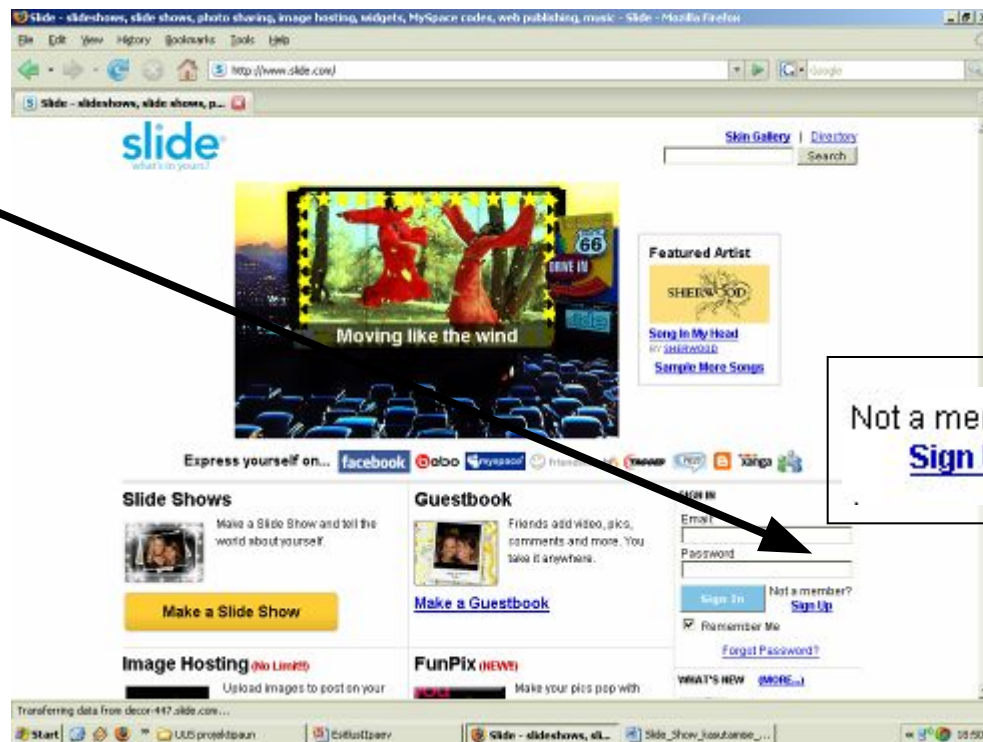 Slide - slideshows, slide shows, photo sharing, image hosting, widgets, MySpace codes, web publishing, music - Slide - Mozilla Firefox
File Edit View History Bookmarks Tools Help
http://www.slide.com/
Google
Slide - slideshows, slide shows, p...
slide
what's in yours?
Skin Gallery | Directory
Search
66
DRIVE IN
slide
Moving like the wind
Featured Artist
SHERWOOD
Song In My Head
BY SHERWOOD
Sample More Songs
Not a mem
Sign U
Express yourself on... facebook bebo myspace friendster TAGGED xanga
Slide Shows
Make a Slide Show and tell the
world about yourself.
Make a Slide Show
Guestbook
Friends add video, pics,
comments and more. You
take it anywhere.
Make a Guestbook
SIGN IN
Email
Password
Sign In
Not a member?
Sign Up
Remember Me
Forgot Password?
Image Hosting (No Limit!!)
Upload images to post on your
FunPix (NEW!!)
Make your pics pop with
WHAT'S NEW (MORE...)
Transferring data from decor-447.slide.com...
Start
UUS projektipaun
Slide - slideshows, sli...
Slide_Show_kasutamise_...
18:50